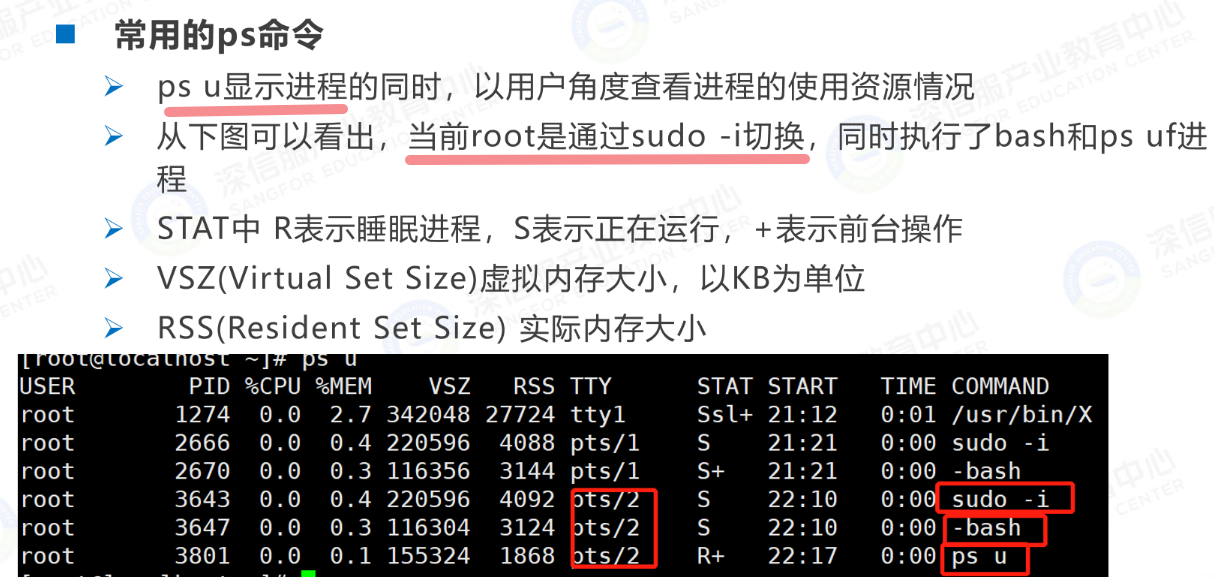 常用的ps命令
ps u显示进程的同时，以用户角度查看进程的使用资源情况
从下图可以看出，当前root是通过sudo -i切换，同时执行了bash和ps uf进
程
STAT中 R表示睡眠进程，S表示正在运行，+表示前台操作
VSZ(Virtual Set Size)虚拟内存大小，以KB为单位
RSS(Resident Set Size) 实际内存大小
[root@localhost ~]# ps u
USER PID %CPU %MEM VSZ RSS TTY STAT START TIME COMMAND
root 1274 0.0 2.7 342048 27724 tty1 Ssl+ 21:12 0:01 /usr/bin/X
root 2666 0.0 0.4 220596 4088 pts/1 S 21:21 0:00 sudo -i
root 2670 0.0 0.3 116356 3144 pts/1 S+ 21:21 0:00 -bash
root 3643 0.0 0.4 220596 4092 pts/2 S 22:10 0:00 sudo -i
root 3647 0.0 0.3 116304 3124 pts/2 S 22:10 0:00 -bash
root 3801 0.0 0.1 155324 1868 pts/2 R+ 22:17 0:00 ps u
深信服产业教育中心
SANGFOR EDUCATION CENTER